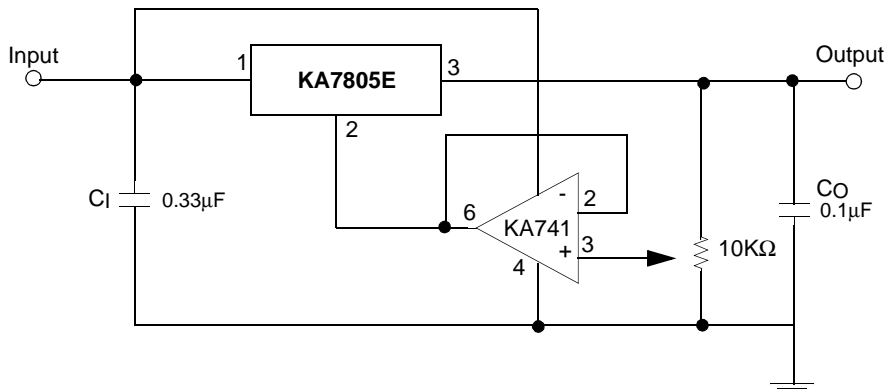 Input
Output
1
KA7805E
3
2
CI
0.33μF
6
-
2
KA741
+
3
4
10KΩ
CO
0.1μF